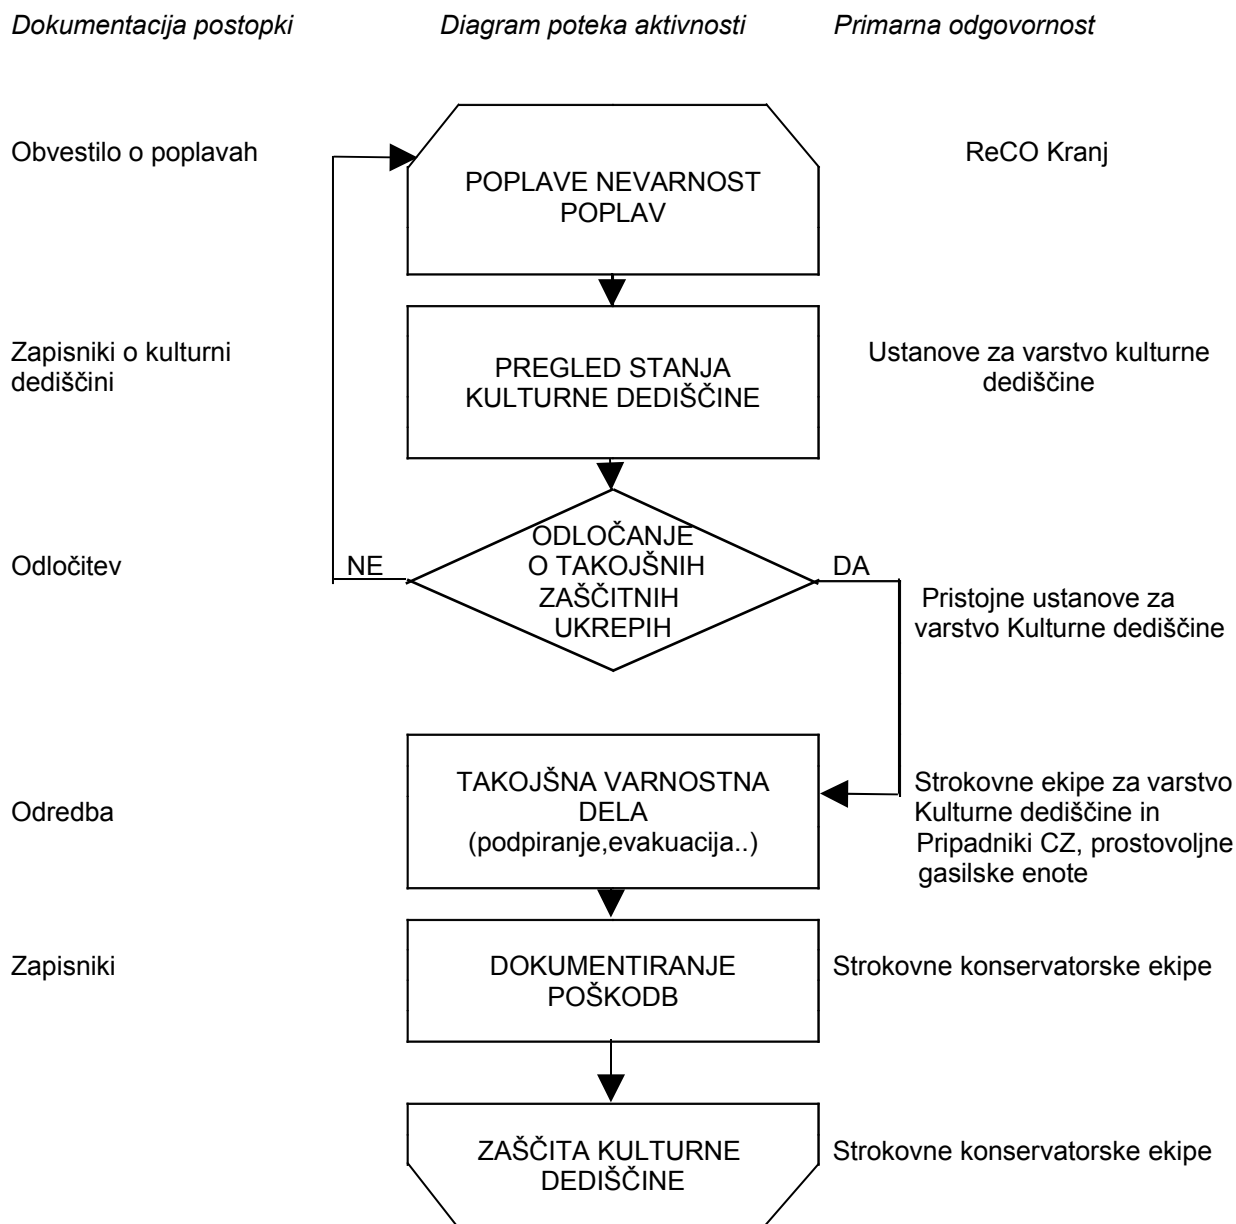 Dokumentacija postopki
Diagram poteka aktivnosti
Primarna odgovornost
Obvestilo o poplavah
POPLAVE NEVARNOST
POPLAV
ReCO Kranj
Zapisniki o kulturni
dediščini
PREGLED STANJA
KULTURNE DEDIŠČINE
Ustanove za varstvo kulturne
dediščine
Odločitev
NE
ODLOČANJE
O TAKOJŠNIH
ZAŠČITNIH
UKREPIH
DA
Pristojne ustanove za
varstvo Kulturne dediščine
Odredba
TAKOJŠNA VARNOSTNA
DELA
(podpiranje,evakuacija..)
Strokovne ekipe za varstvo
Kulturne dediščine in
Pripadniki CZ, prostovoljne
gasilske enote
Zapisniki
DOKUMENTIRANJE
POŠKODB
Strokovne konservatorske ekipe
ZAŠČITA KULTURNE
DEDIŠČINE
Strokovne konservatorske ekipe